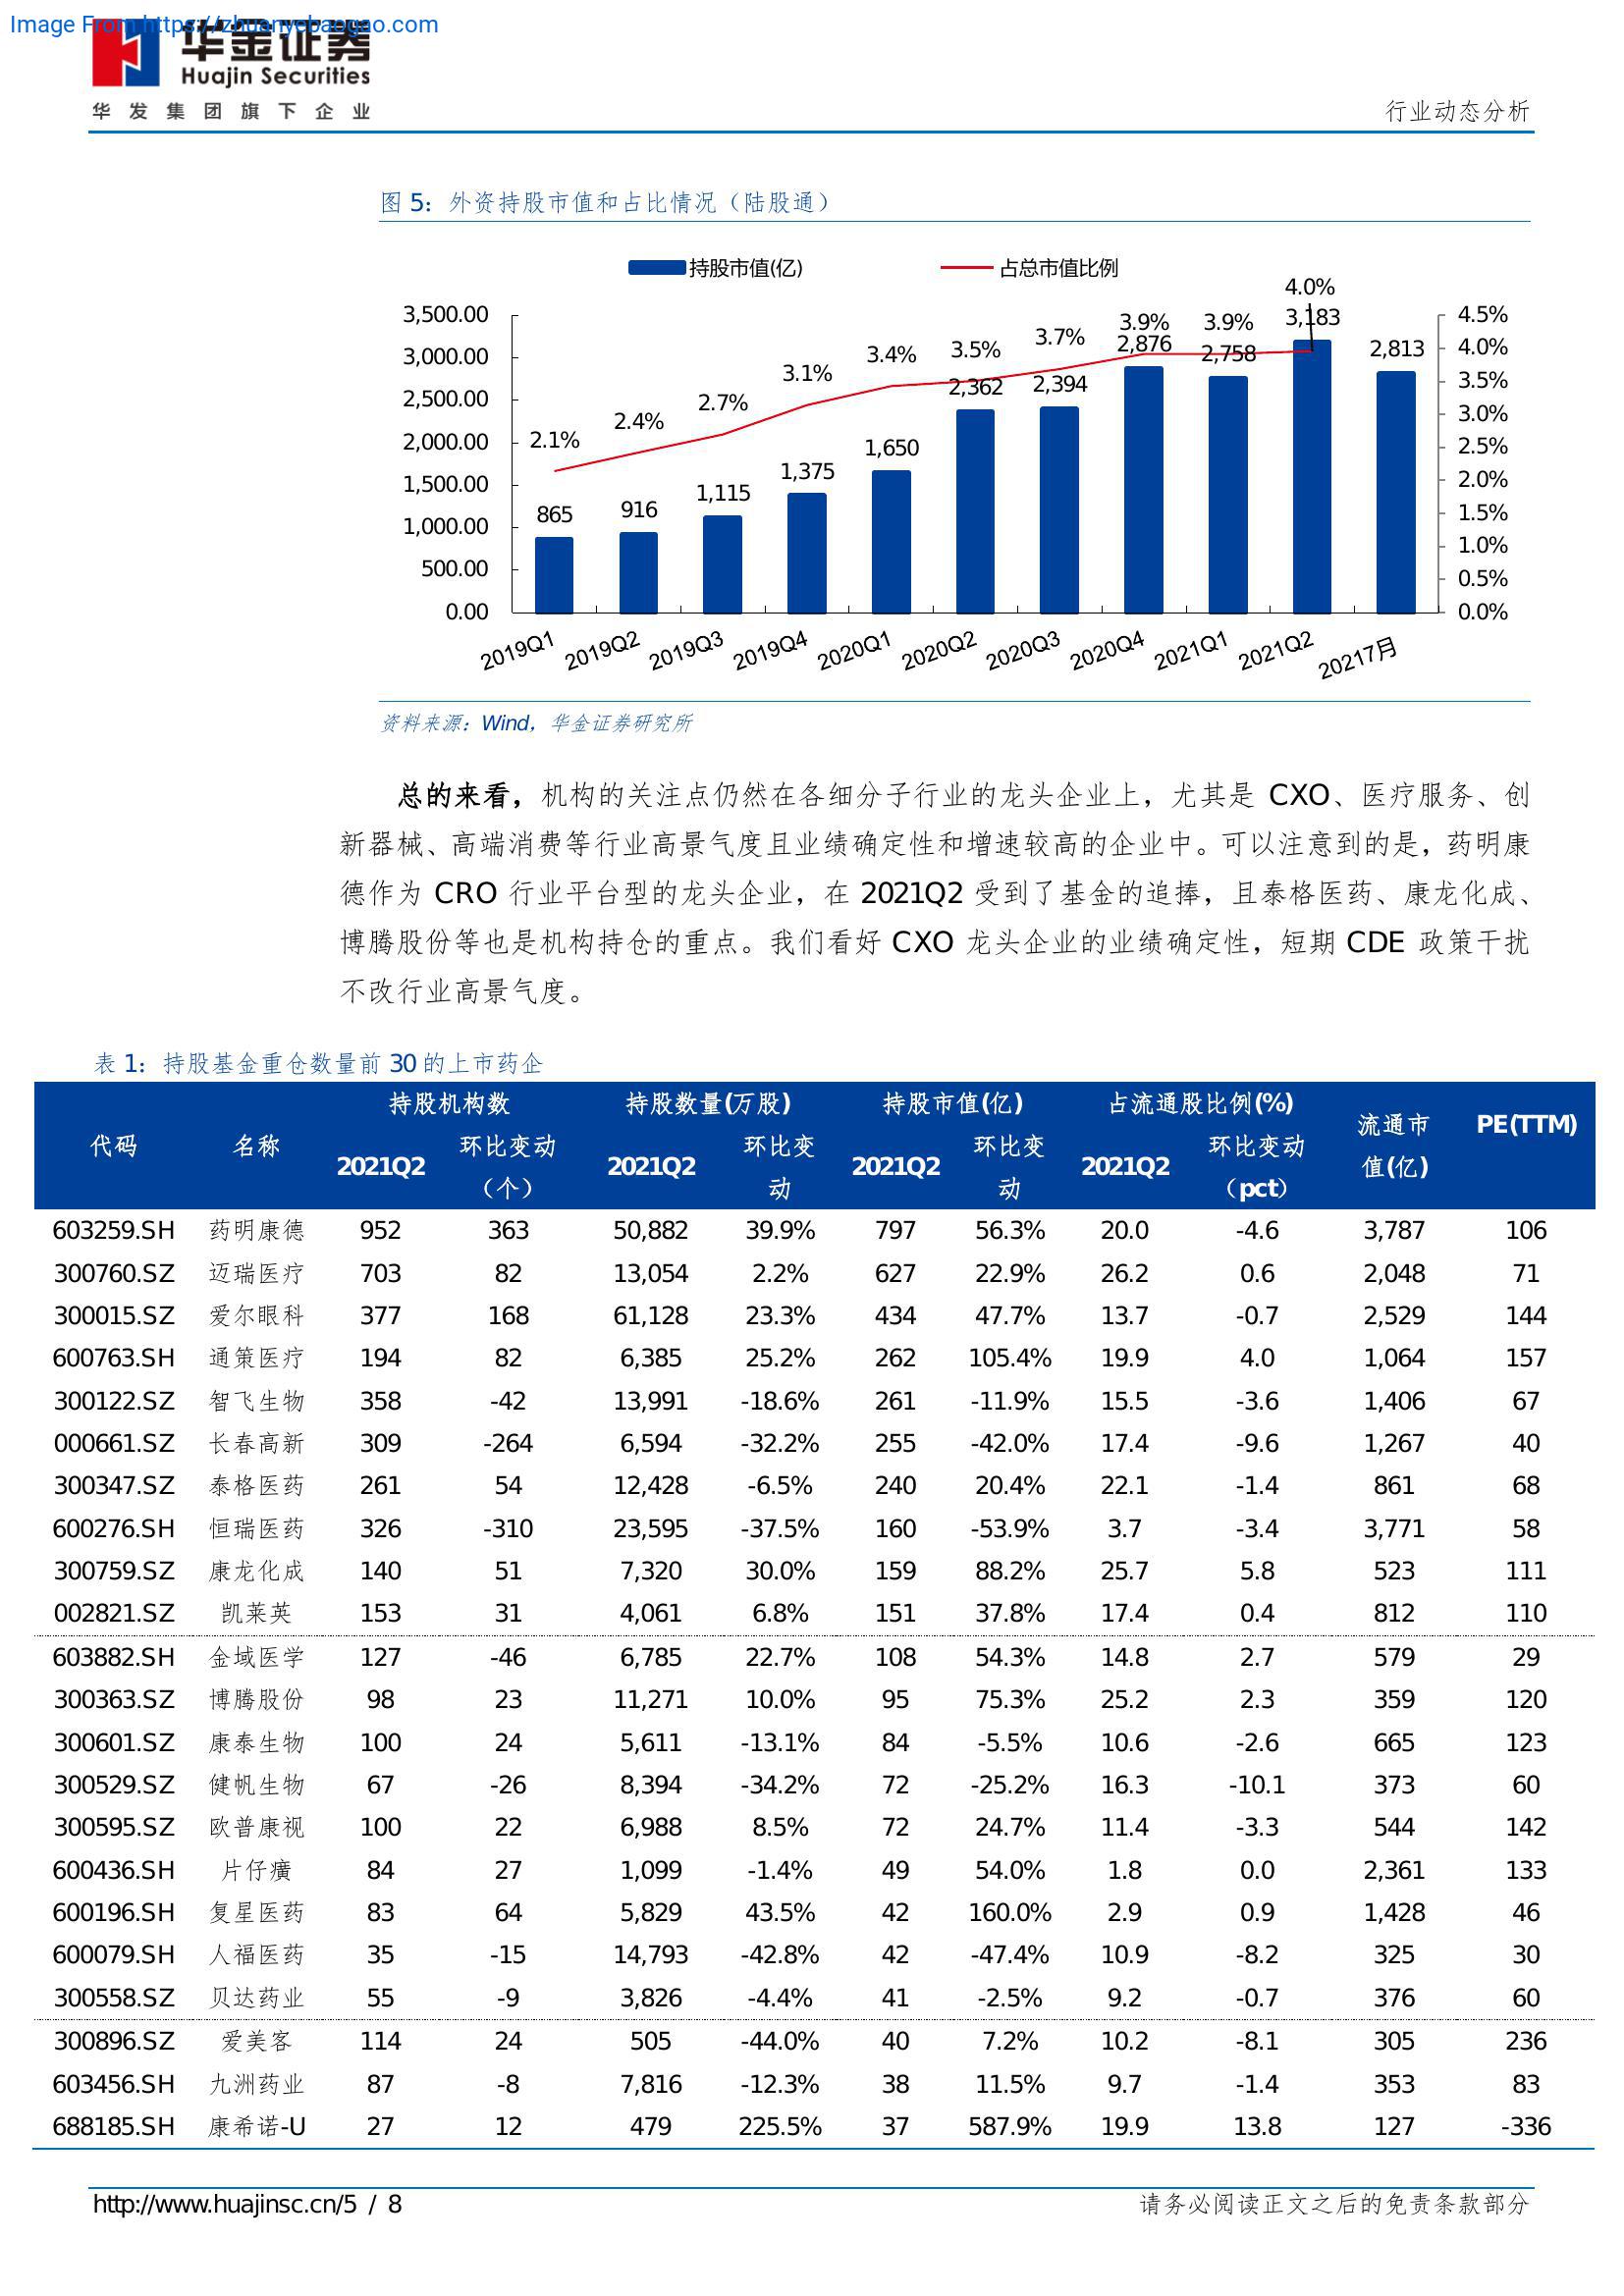 Image From https://zhuanyebaogao.com
华金证券
Huajin Securities
华发集团旗下企业
行业动态分析
图 5：外资持股市值和占比情况（陆股通）
持股市值(亿) 占总市值比例
3,500.00
3,000.00
2,500.00
2,000.00
1,500.00
1,000.00
500.00
0.00
2.1% 2.4% 2.7% 3.1% 3.4% 3.5% 3.7% 3.9% 3.9% 4.0%
865 916 1,115 1,375 1,650 2,362 2,394 2,876 2,758 3,183 2,813
4.5%
4.0%
3.5%
3.0%
2.5%
2.0%
1.5%
1.0%
0.5%
0.0%
2019Q1 2019Q2 2019Q3 2019Q4 2020Q1 2020Q2 2020Q3 2020Q4 2021Q1 2021Q2 20217月
资料来源：Wind，华金证券研究所
总的来看，机构的关注点仍然在各细分子行业的龙头企业上，尤其是 CXO、医疗服务、创
新器械、高端消费等行业高景气度且业绩确定性和增速较高的企业中。可以注意到的是，药明康
德作为 CRO 行业平台型的龙头企业，在 2021Q2 受到了基金的追捧，且泰格医药、康龙化成、
博腾股份等也是机构持仓的重点。我们看好 CXO 龙头企业的业绩确定性，短期 CDE 政策干扰
不改行业高景气度。
表 1：持股基金重仓数量前 30 的上市药企
代码 名称 持股机构数 持股数量(万股) 持股市值(亿) 占流通股比例(%) 流通市值(亿) PE(TTM)
2021Q2 环比变动（个） 2021Q2 环比变动 2021Q2 环比变动 2021Q2 环比变动（pct）
603259.SH 药明康德 952 363 50,882 39.9% 797 56.3% 20.0 -4.6 3,787 106
300760.SZ 迈瑞医疗 703 82 13,054 2.2% 627 22.9% 26.2 0.6 2,048 71
300015.SZ 爱尔眼科 377 168 61,128 23.3% 434 47.7% 13.7 -0.7 2,529 144
600763.SH 通策医疗 194 82 6,385 25.2% 262 105.4% 19.9 4.0 1,064 157
300122.SZ 智飞生物 358 -42 13,991 -18.6% 261 -11.9% 15.5 -3.6 1,406 67
000661.SZ 长春高新 309 -264 6,594 -32.2% 255 -42.0% 17.4 -9.6 1,267 40
300347.SZ 泰格医药 261 54 12,428 -6.5% 240 20.4% 22.1 -1.4 861 68
600276.SH 恒瑞医药 326 -310 23,595 -37.5% 160 -53.9% 3.7 -3.4 3,771 58
300759.SZ 康龙化成 140 51 7,320 30.0% 159 88.2% 25.7 5.8 523 111
002821.SZ 凯莱英 153 31 4,061 6.8% 151 37.8% 17.4 0.4 812 110
603882.SH 金域医学 127 -46 6,785 22.7% 108 54.3% 14.8 2.7 579 29
300363.SZ 博腾股份 98 23 11,271 10.0% 95 75.3% 25.2 2.3 359 120
300601.SZ 康泰生物 100 24 5,611 -13.1% 84 -5.5% 10.6 -2.6 665 123
300529.SZ 健帆生物 67 -26 8,394 -34.2% 72 -25.2% 16.3 -10.1 373 60
300595.SZ 欧普康视 100 22 6,988 8.5% 72 24.7% 11.4 -3.3 544 142
600436.SH 片仔癀 84 27 1,099 -1.4% 49 54.0% 1.8 0.0 2,361 133
600196.SH 复星医药 83 64 5,829 43.5% 42 160.0% 2.9 0.9 1,428 46
600079.SH 人福医药 35 -15 14,793 -42.8% 42 -47.4% 10.9 -8.2 325 30
300558.SZ 贝达药业 55 -9 3,826 -4.4% 41 -2.5% 9.2 -0.7 376 60
300896.SZ 爱美客 114 24 505 -44.0% 40 7.2% 10.2 -8.1 305 236
603456.SH 九洲药业 87 -8 7,816 -12.3% 38 11.5% 9.7 -1.4 353 83
688185.SH 康希诺-U 27 12 479 225.5% 37 587.9% 19.9 13.8 127 -336
http://www.huajinsc.cn/5 / 8
请务必阅读正文之后的免责条款部分